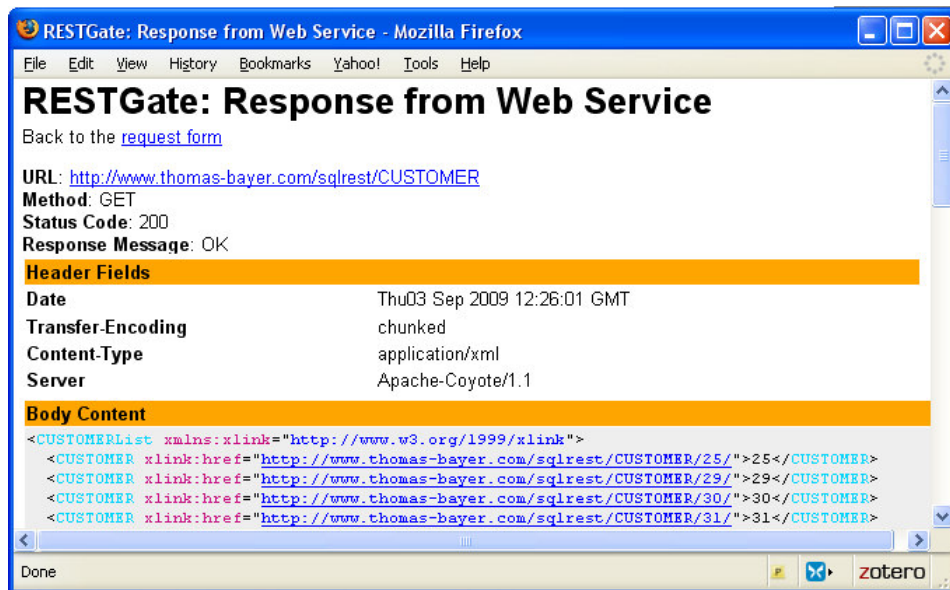 RESTGate: Response from Web Service - Mozilla Firefox
File Edit View History Bookmarks Yahoo! Tools Help
RESTGate: Response from Web Service
Back to the request form
URL: http://www.thomas-bayer.com/sqlrest/CUSTOMER
Method: GET
Status Code: 200
Response Message: OK
Header Fields
Date Thu03 Sep 2009 12:26:01 GMT
Transfer-Encoding chunked
Content-Type application/xml
Server Apache-Coyote/1.1
Body Content
<CUSTOMERList xmlns:xlink="http://www.w3.org/1999/xlink">
<CUSTOMER xlink:href="http://www.thomas-bayer.com/sqlrest/CUSTOMER/25/">25</CUSTOMER>
<CUSTOMER xlink:href="http://www.thomas-bayer.com/sqlrest/CUSTOMER/29/">29</CUSTOMER>
<CUSTOMER xlink:href="http://www.thomas-bayer.com/sqlrest/CUSTOMER/30/">30</CUSTOMER>
<CUSTOMER xlink:href="http://www.thomas-bayer.com/sqlrest/CUSTOMER/31/">31</CUSTOMER>
Done P zotero